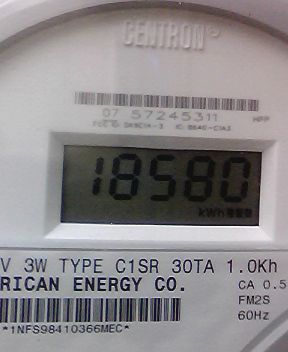 CENTRON®
07 57245311 MFP
18580
kWh
V 3W TYPE C1SR 30TA 1.0Kh
RICAN ENERGY CO. CA 0.5
FM2S
60Hz
*1NFS98410366MEC*